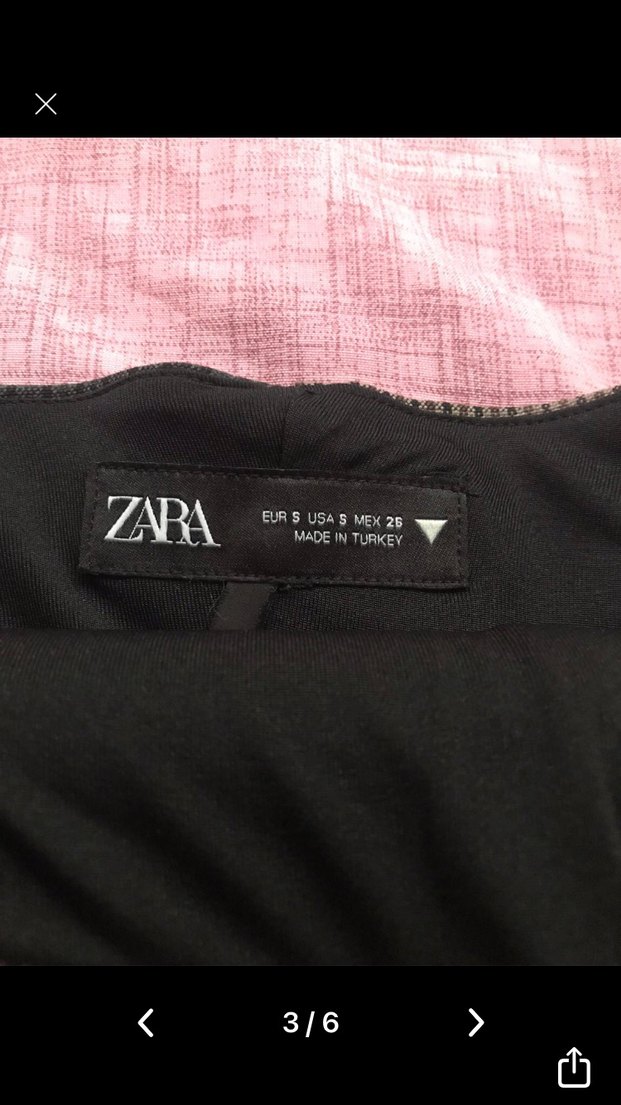 ZARA
EUR S USA S MEX 26
MADE IN TURKEY
3/6